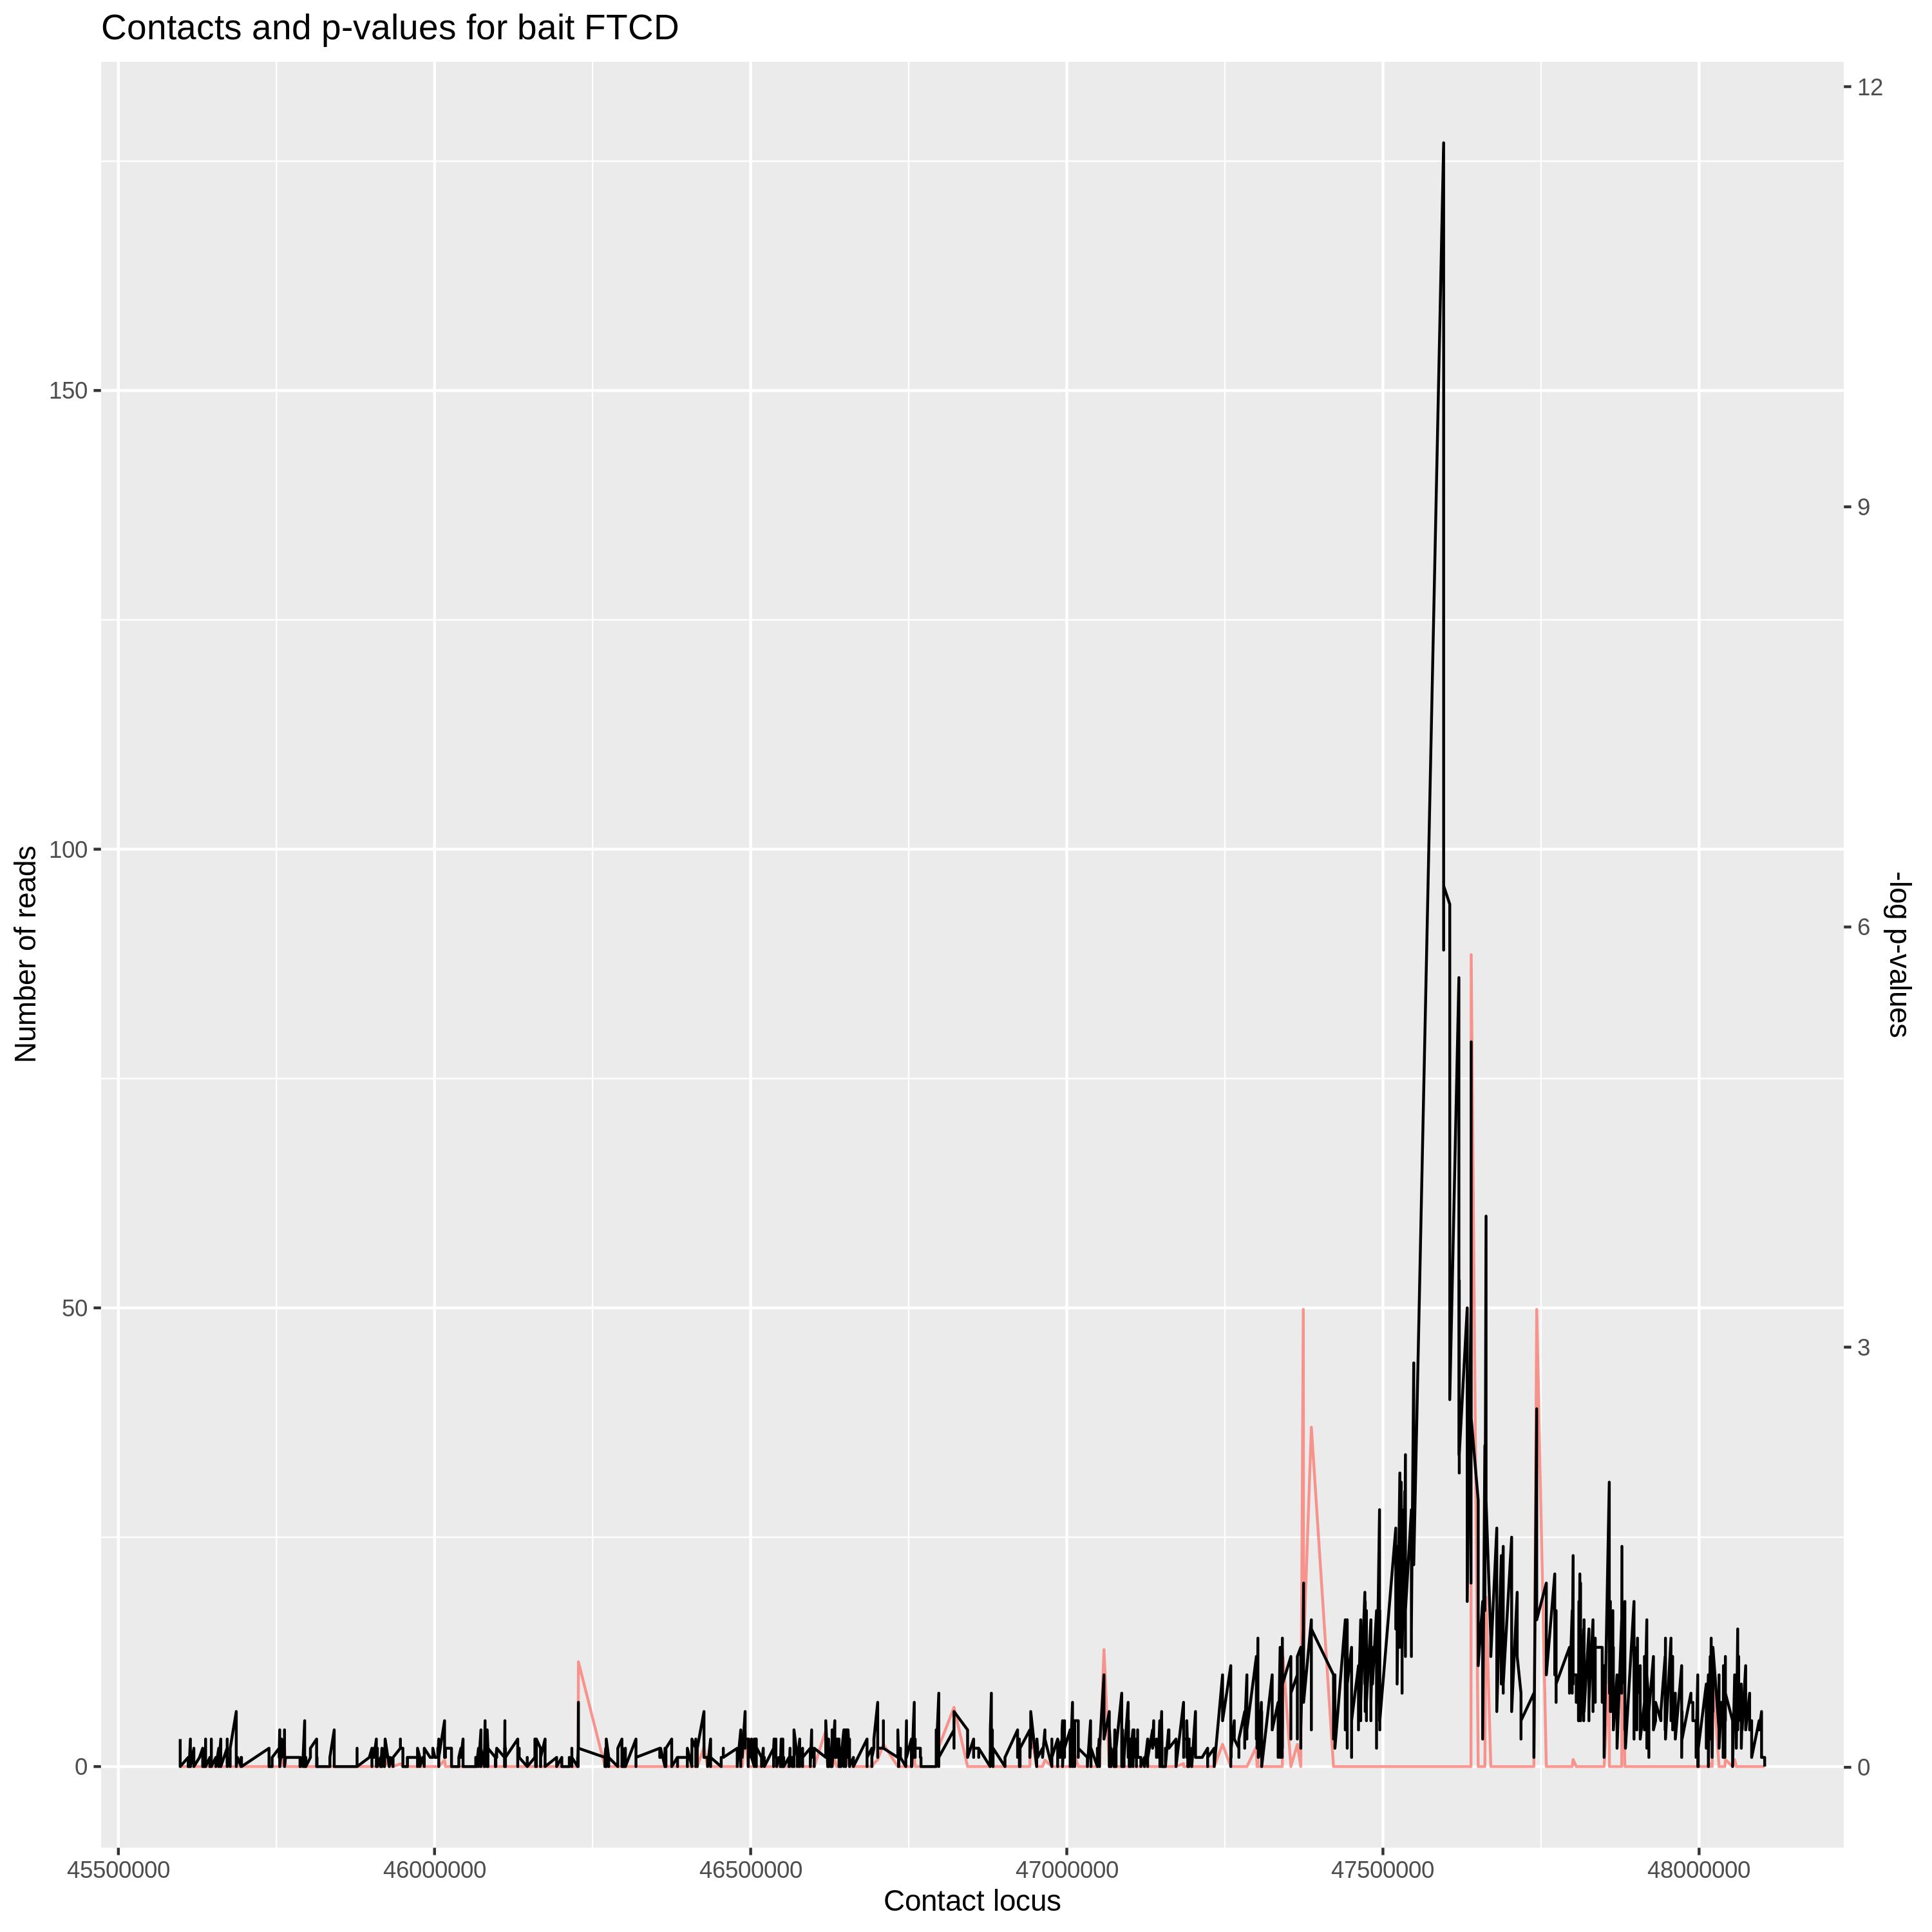 Contacts and p-values for bait FTCD
12
9
6
3
0
-log p-values
150
100
50
0
Number of reads
45500000 46000000 46500000 47000000 47500000 48000000
Contact locus